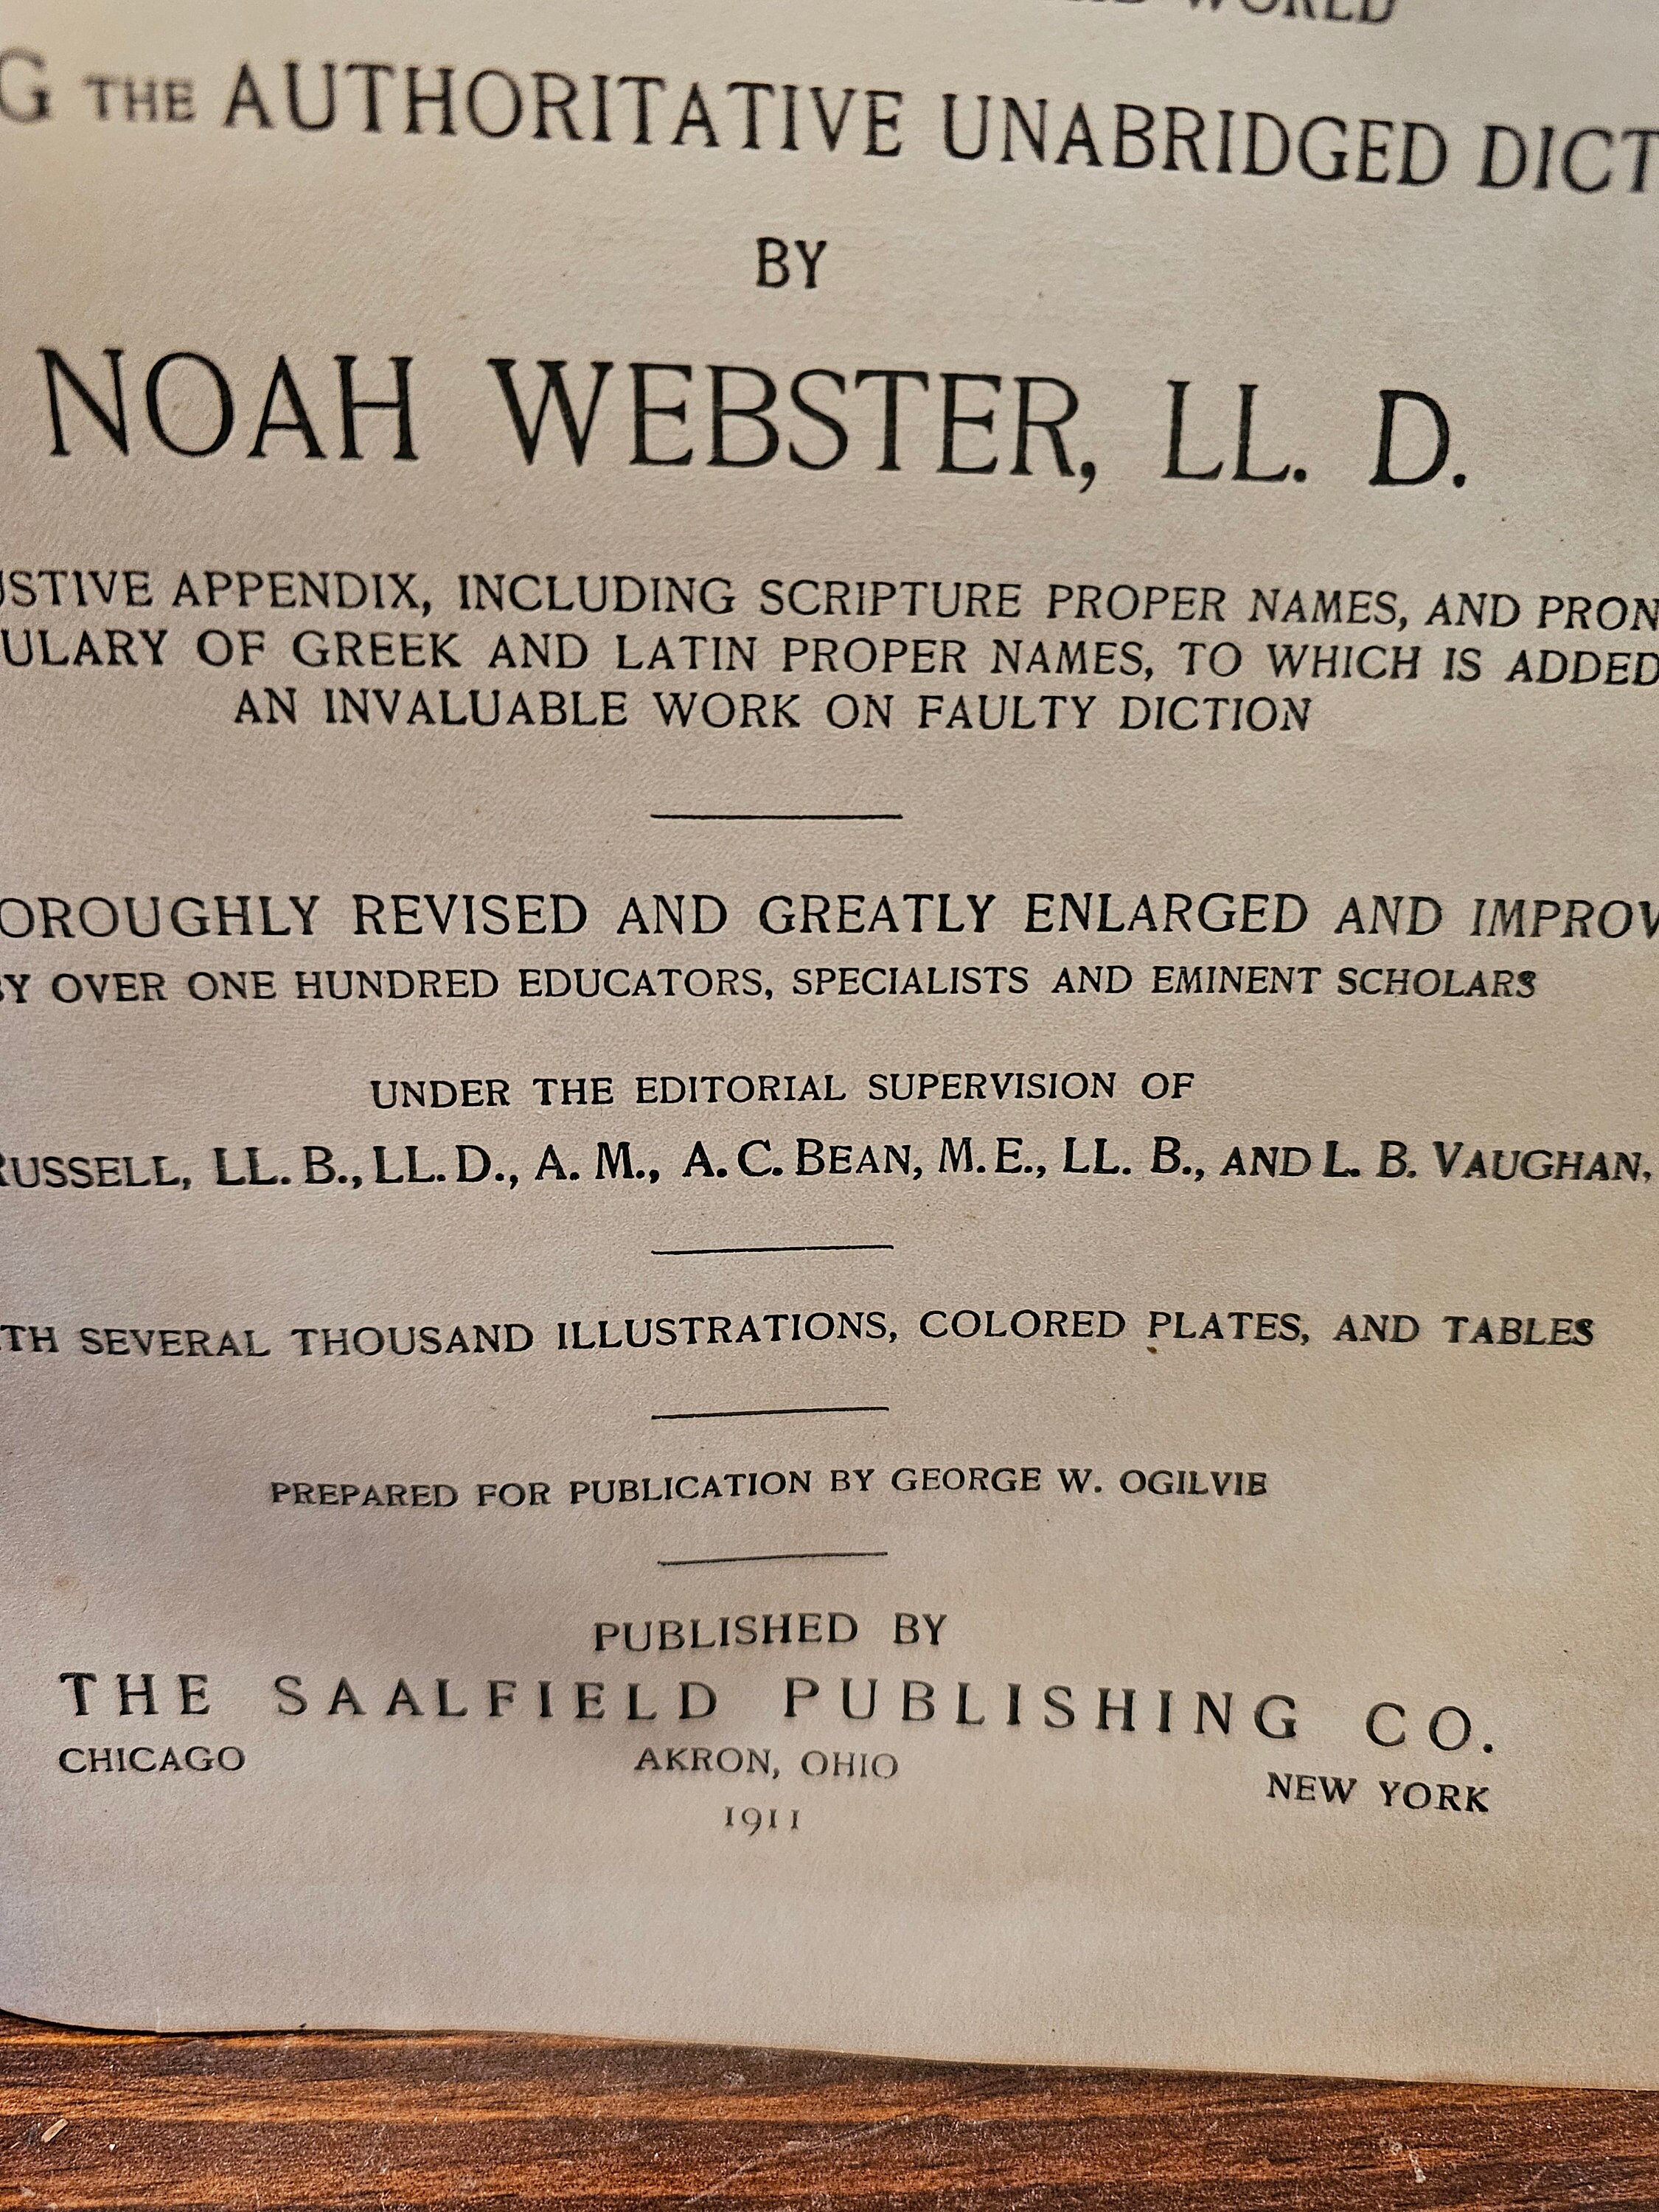 WORLD
THE AUTHORITATIVE UNABRIDGED DICT
BY
NOAH WEBSTER, LL. D.
USTIVE APPENDIX, INCLUDING SCRIPTURE PROPER NAMES, AND PRON
ULARY OF GREEK AND LATIN PROPER NAMES, TO WHICH IS ADDED
AN INVALUABLE WORK ON FAULTY DICTION
OROUGHLY REVISED AND GREATLY ENLARGED AND IMPROV
BY OVER ONE HUNDRED EDUCATORS, SPECIALISTS AND EMINENT SCHOLARS
UNDER THE EDITORIAL SUPERVISION OF
RUSSELL, LL. B., LL. D., A. M., A. C. BEAN, M. E., LL. B., AND L. B. VAUGHAN,
TH SEVERAL THOUSAND ILLUSTRATIONS, COLORED PLATES, AND TABLES
PREPARED FOR PUBLICATION BY GEORGE W. OGILVIE
PUBLISHED BY
THE SAALFIELD PUBLISHING CO.
CHICAGO AKRON, OHIO NEW YORK
1911